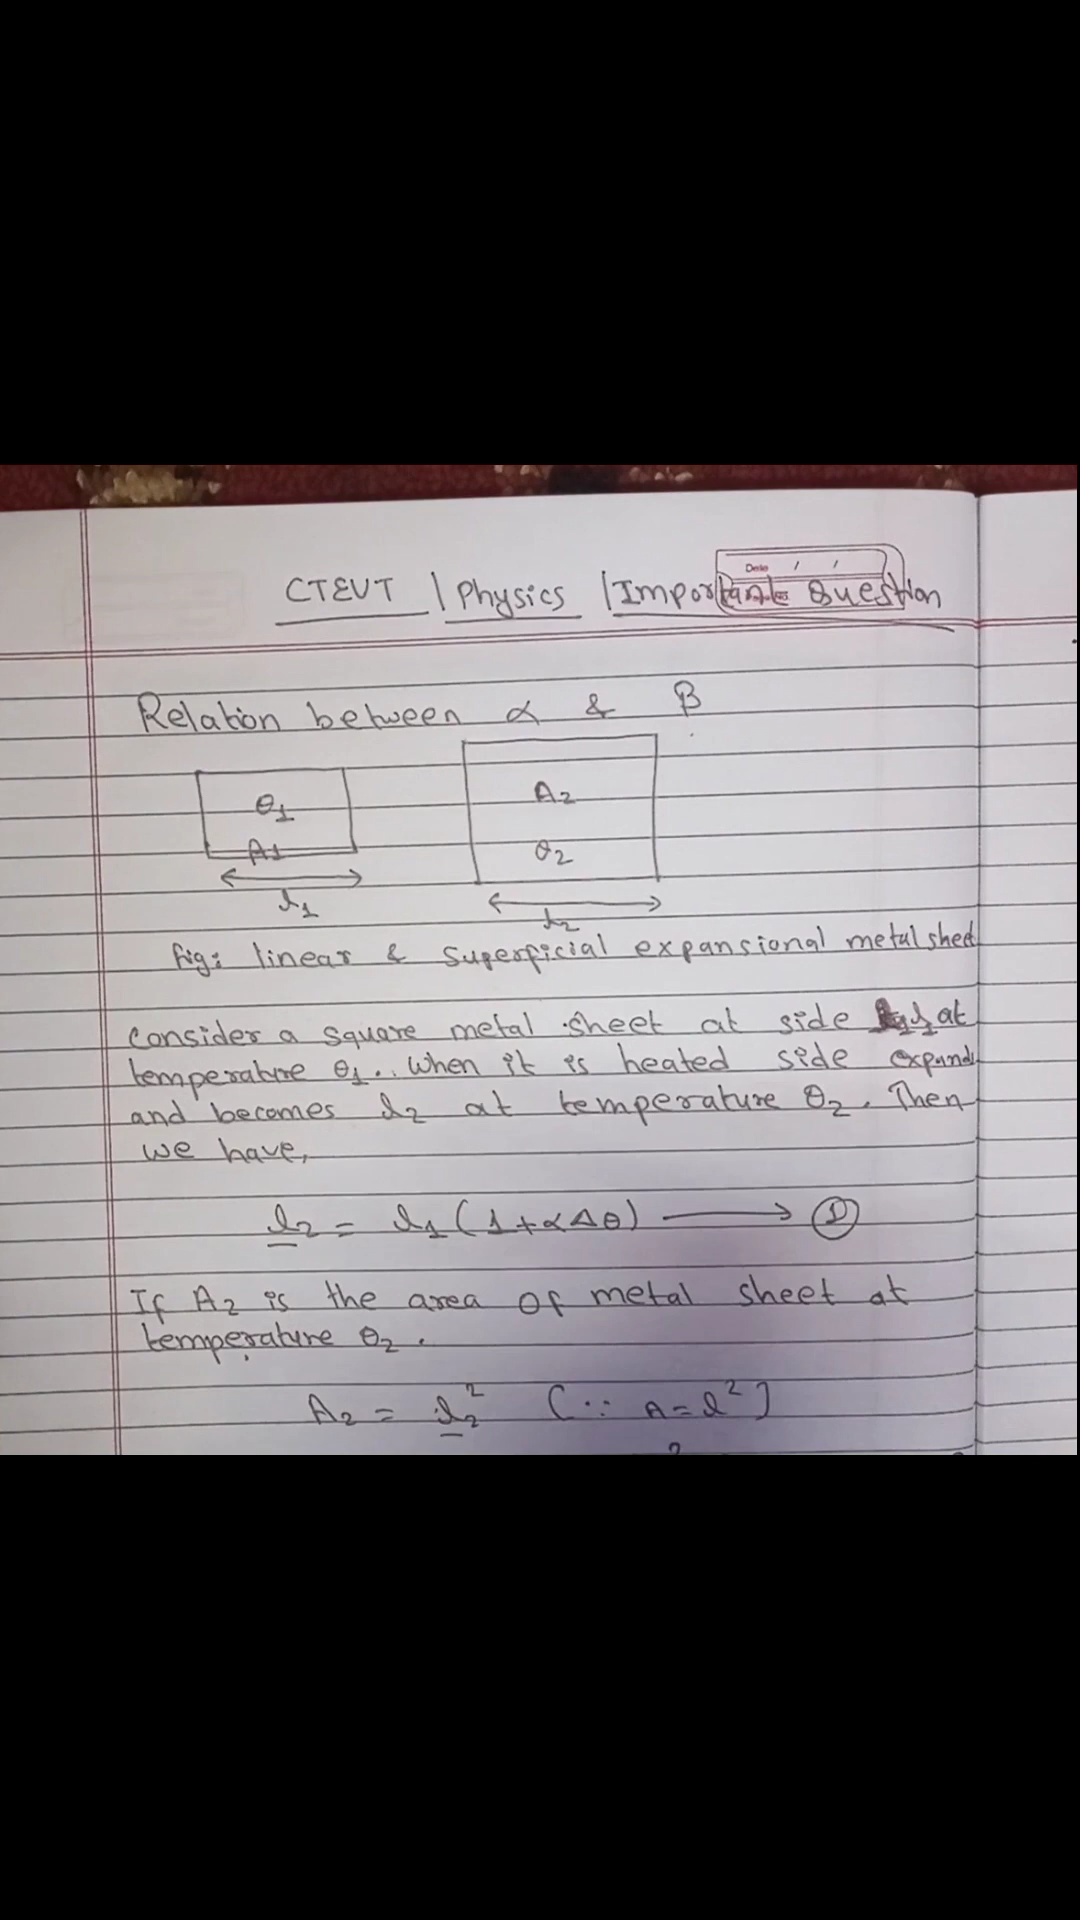 CTEVT | Physics | Important Question
Date / /
Relation between α & β
θ1
A1
l1
A2
θ2
l2
fig: linear & superficial expansional metal sheet
Consider a square metal sheet at side l1 at
temperature θ1. When it is heated side expand
and becomes l2 at temperature θ2. Then
we have,
l2 = l1 (1+α∆θ) ⟶ ①
If A2 is the area of metal sheet at
temperature θ2.
A2 = l2² [∵ A=l²]